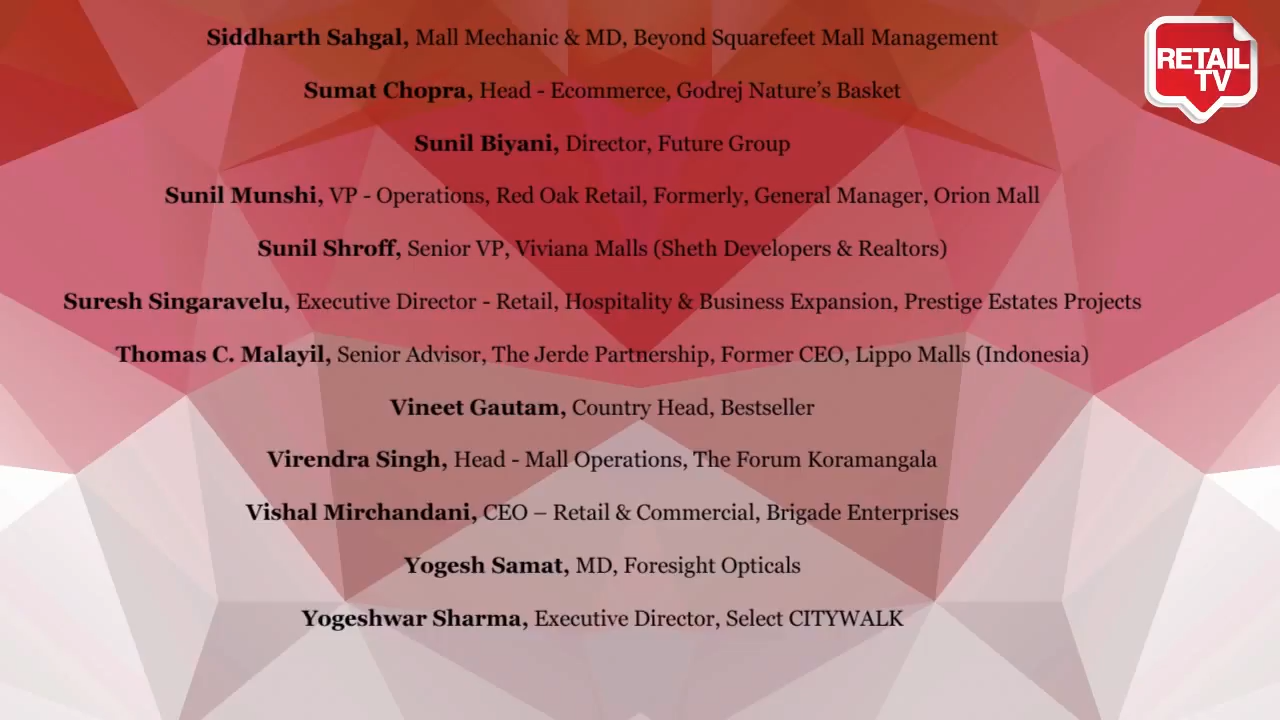 Siddharth Sahgal, Mall Mechanic & MD, Beyond Squarefeet Mall Management
RETAIL
TV
Sumat Chopra, Head - Ecommerce, Godrej Nature’s Basket
Sunil Biyani, Director, Future Group
Sunil Munshi, VP - Operations, Red Oak Retail, Formerly, General Manager, Orion Mall
Sunil Shroff, Senior VP, Viviana Malls (Sheth Developers & Realtors)
Suresh Singaravelu, Executive Director - Retail, Hospitality & Business Expansion, Prestige Estates Projects
Thomas C. Malayil, Senior Advisor, The Jerde Partnership, Former CEO, Lippo Malls (Indonesia)
Vineet Gautam, Country Head, Bestseller
Virendra Singh, Head - Mall Operations, The Forum Koramangala
Vishal Mirchandani, CEO – Retail & Commercial, Brigade Enterprises
Yogesh Samat, MD, Foresight Opticals
Yogeshwar Sharma, Executive Director, Select CITYWALK